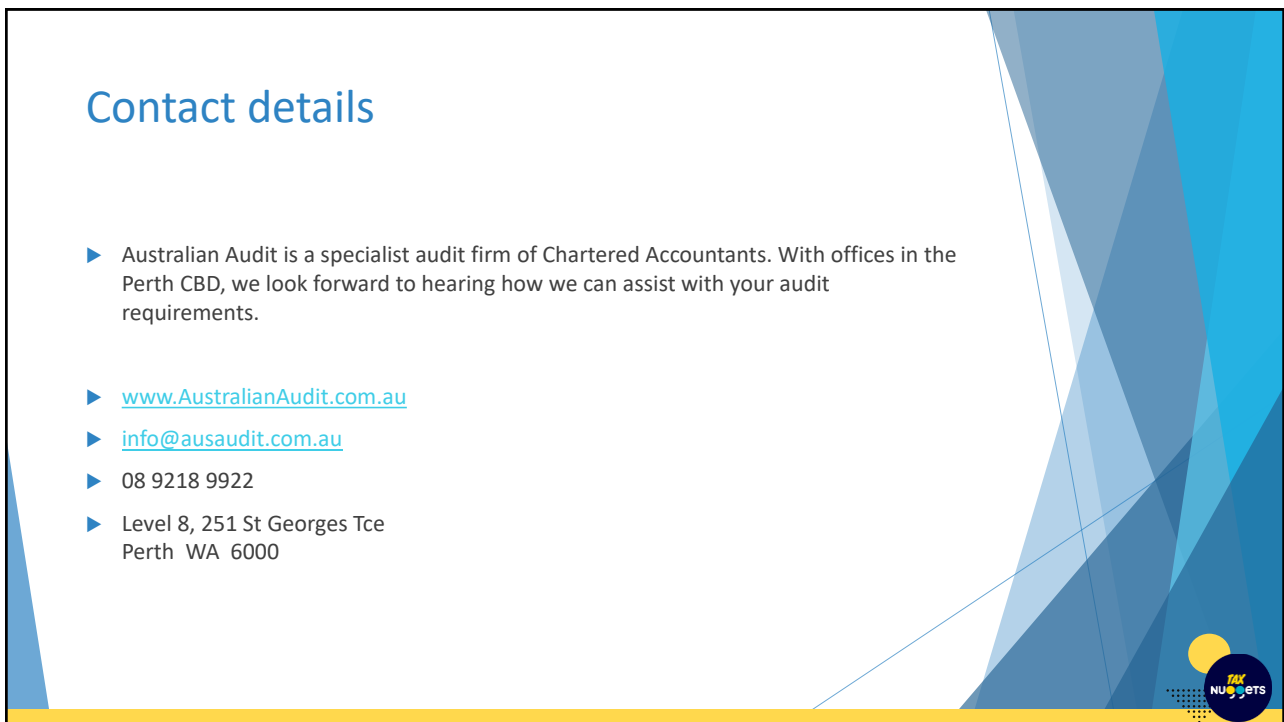 Contact details
Australian Audit is a specialist audit firm of Chartered Accountants. With offices in the
Perth CBD, we look forward to hearing how we can assist with your audit
requirements.
www.AustralianAudit.com.au
info@ausaudit.com.au
08 9218 9922
Level 8, 251 St Georges Tce
Perth WA 6000
TAX
NUGGETS